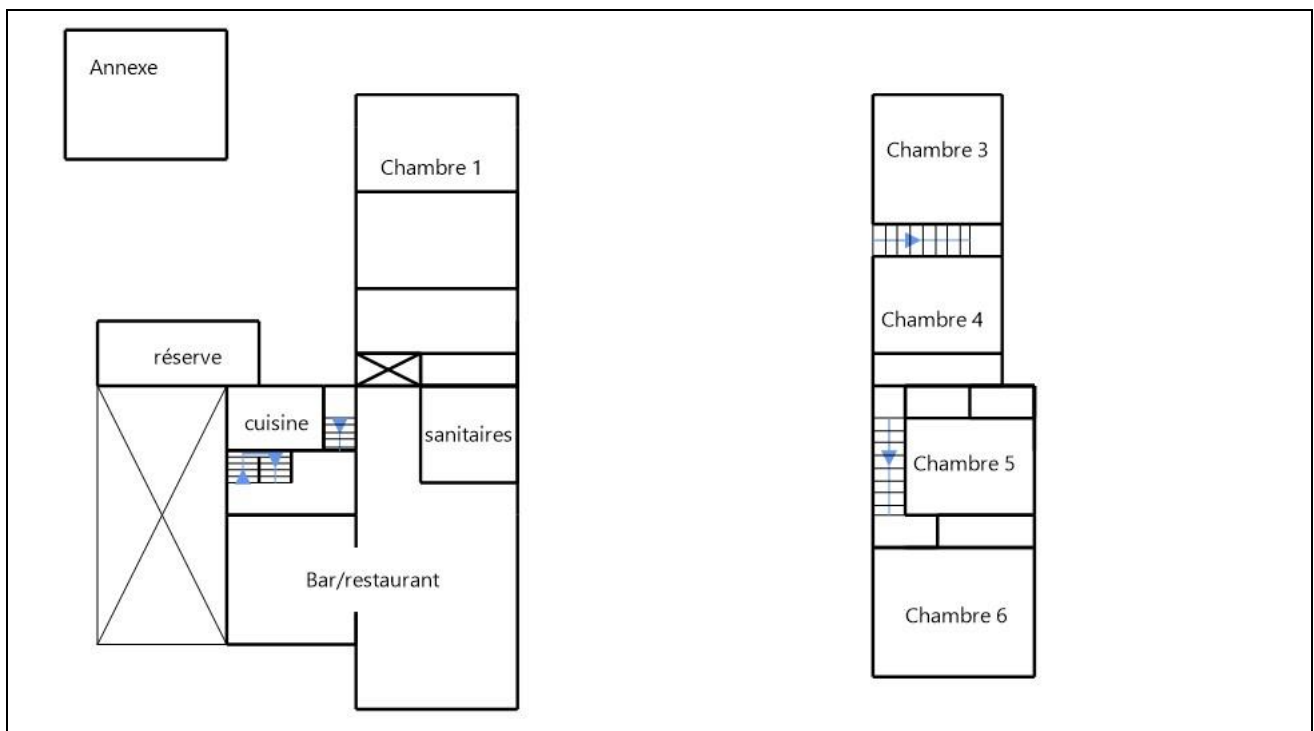 Annexe
Chambre 1
réserve
cuisine
sanitaires
Bar/restaurant
Chambre 3
Chambre 4
Chambre 5
Chambre 6